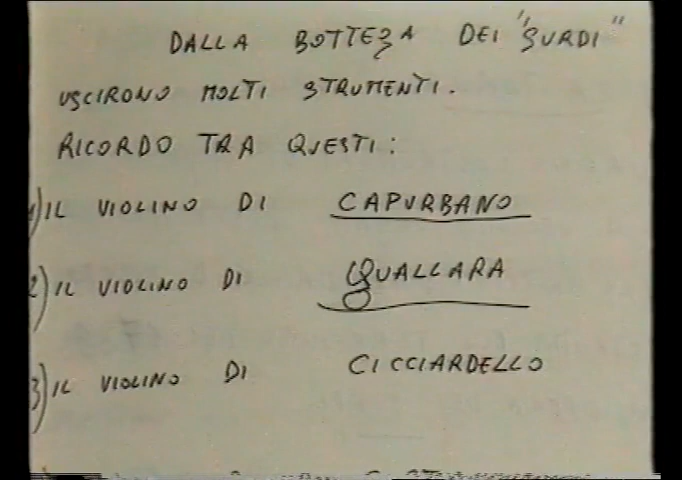 DALLA BOTTEGA DEI "SURDI"
USCIRONO MOLTI STRUMENTI.
RICORDO TRA QUESTI:
1) IL VIOLINO DI CAPURBANO
2) IL VIOLINO DI QUALLARA
3) IL VIOLINO DI CICCIARDELLO